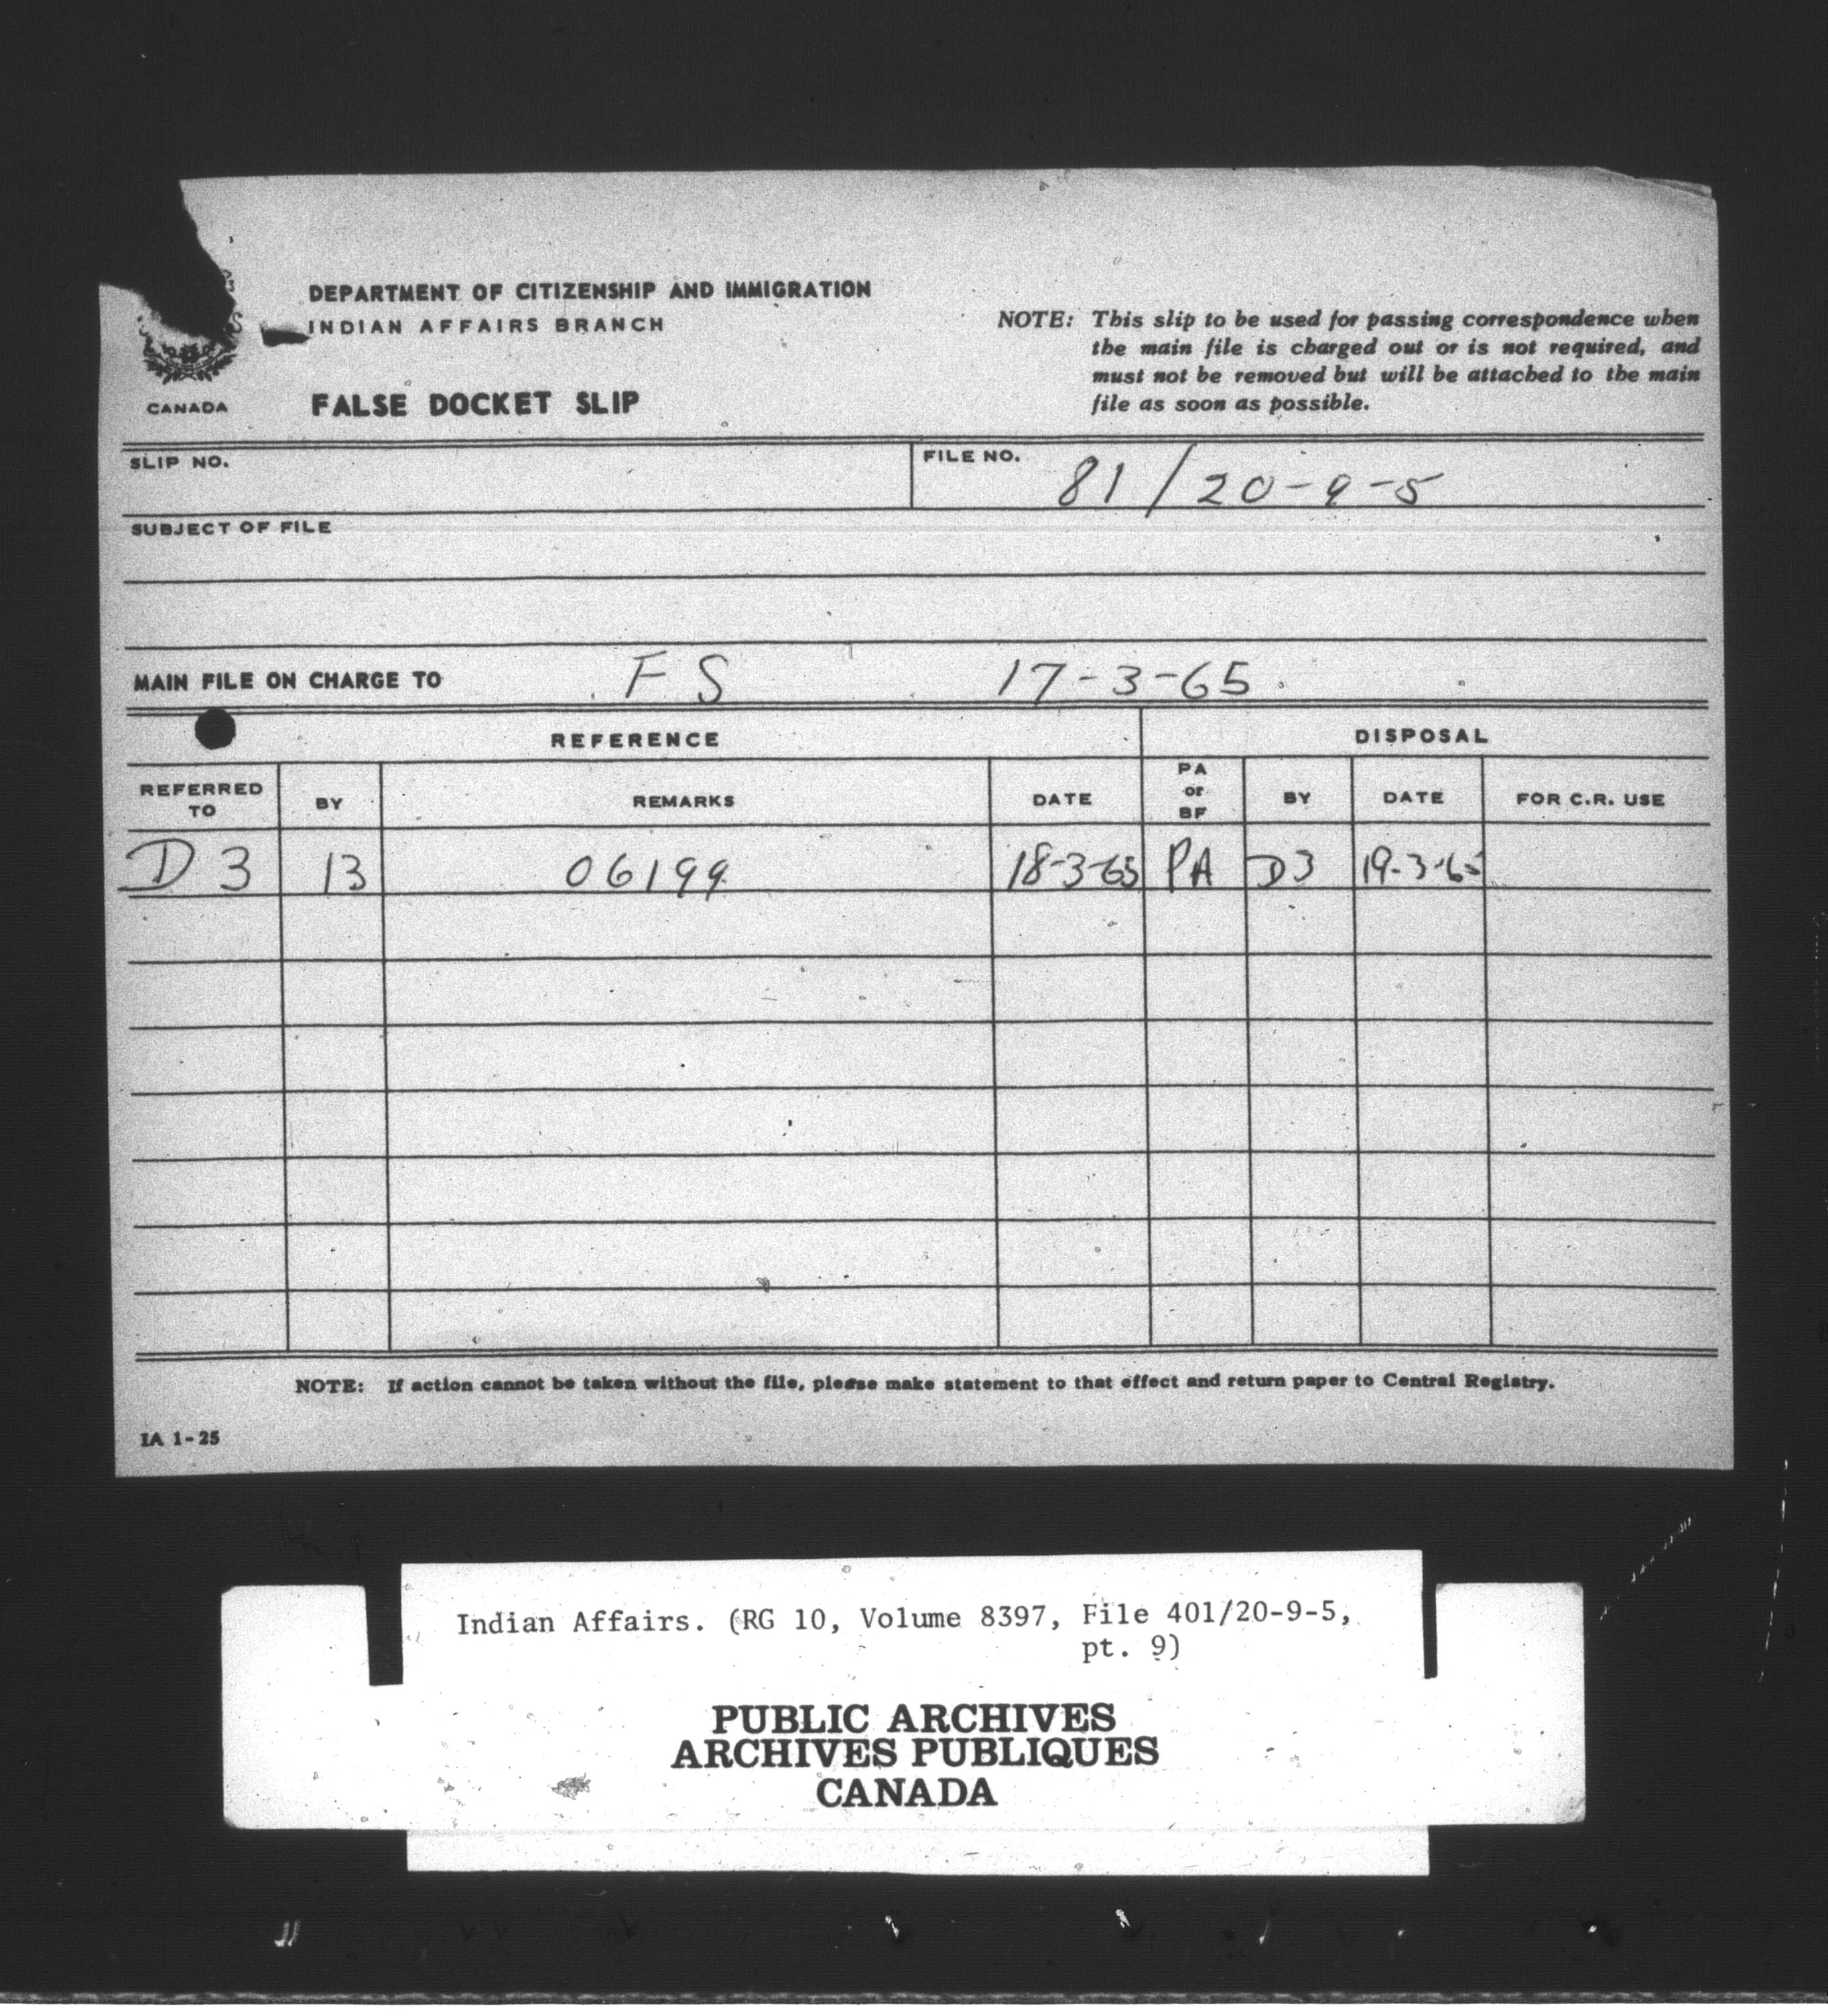 DEPARTMENT OF CITIZENSHIP AND IMMIGRATION
INDIAN AFFAIRS BRANCH
CANADA
FALSE DOCKET SLIP
NOTE: This slip to be used for passing correspondence when
the main file is charged out or is not required, and
must not be removed but will be attached to the main
file as soon as possible.
SLIP NO.
FILE NO. 81/20-9-5
SUBJECT OF FILE
MAIN FILE ON CHARGE TO FS 17-3-65
REFERENCE DISPOSAL
REFERRED TO BY REMARKS DATE PA or BF BY DATE FOR C.R. USE
D3 13 06199 18-3-65 PA D3 19-3-65
NOTE: If action cannot be taken without the file, please make statement to that effect and return paper to Central Registry.
IA 1-25
Indian Affairs. (RG 10, Volume 8397, File 401/20-9-5,
pt. 9)
PUBLIC ARCHIVES
ARCHIVES PUBLIQUES
CANADA